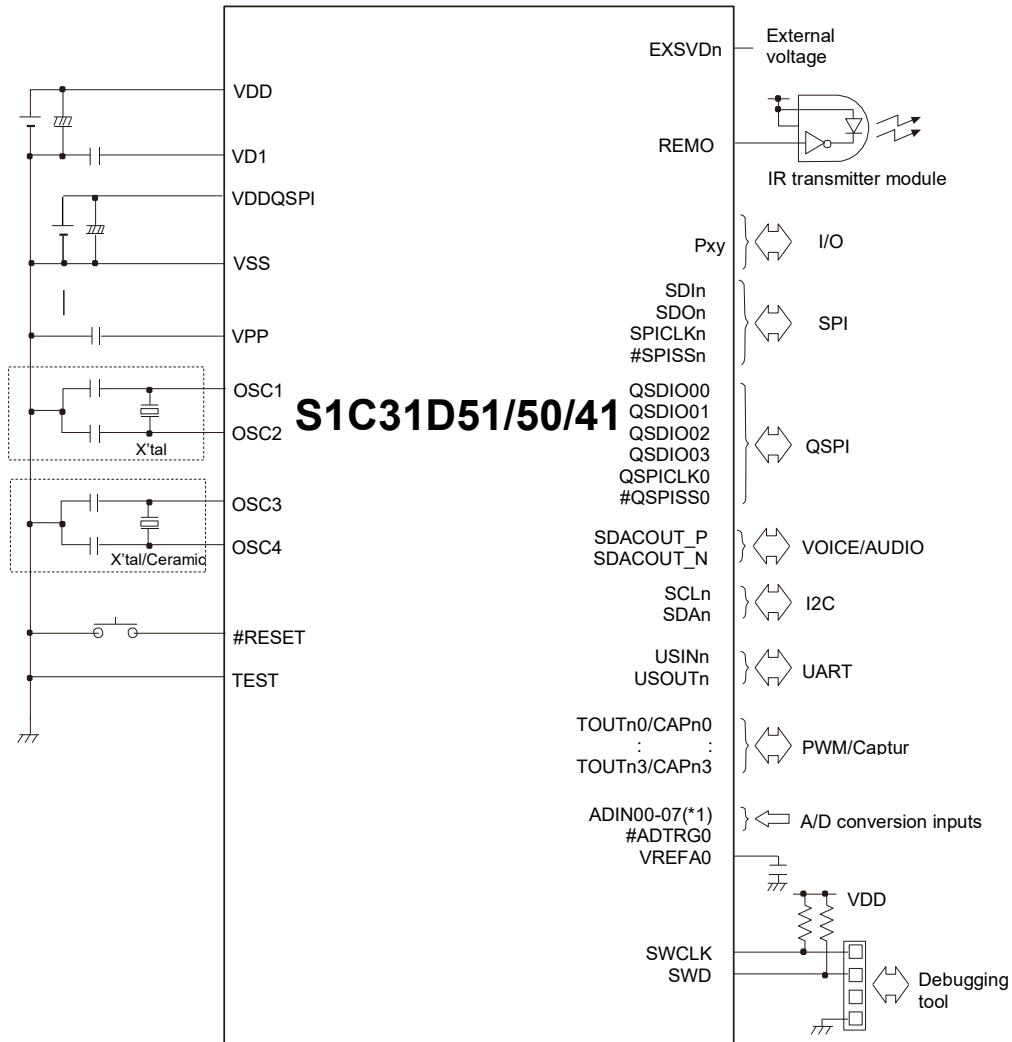 VDD
VD1
VDDQSPI
VSS
VPP
OSC1
OSC2
X'tal
OSC3
OSC4
X'tal/Ceramic
#RESET
TEST
S1C31D51/50/41
EXSVDn
External
voltage
REMO
IR transmitter module
Pxy
I/O
SDIn
SDOn
SPICLKn
#SPISSn
SPI
QSDIO00
QSDIO01
QSDIO02
QSDIO03
QSPICLK0
#QSPISS0
QSPI
SDACOUT_P
SDACOUT_N
VOICE/AUDIO
SCLn
SDAn
I2C
USINn
USOUTn
UART
TOUTn0/CAPn0
: :
TOUTn3/CAPn3
PWM/Captur
ADIN00-07(*1)
#ADTRG0
A/D conversion inputs
VREFA0
VDD
SWCLK
SWD
Debugging
tool